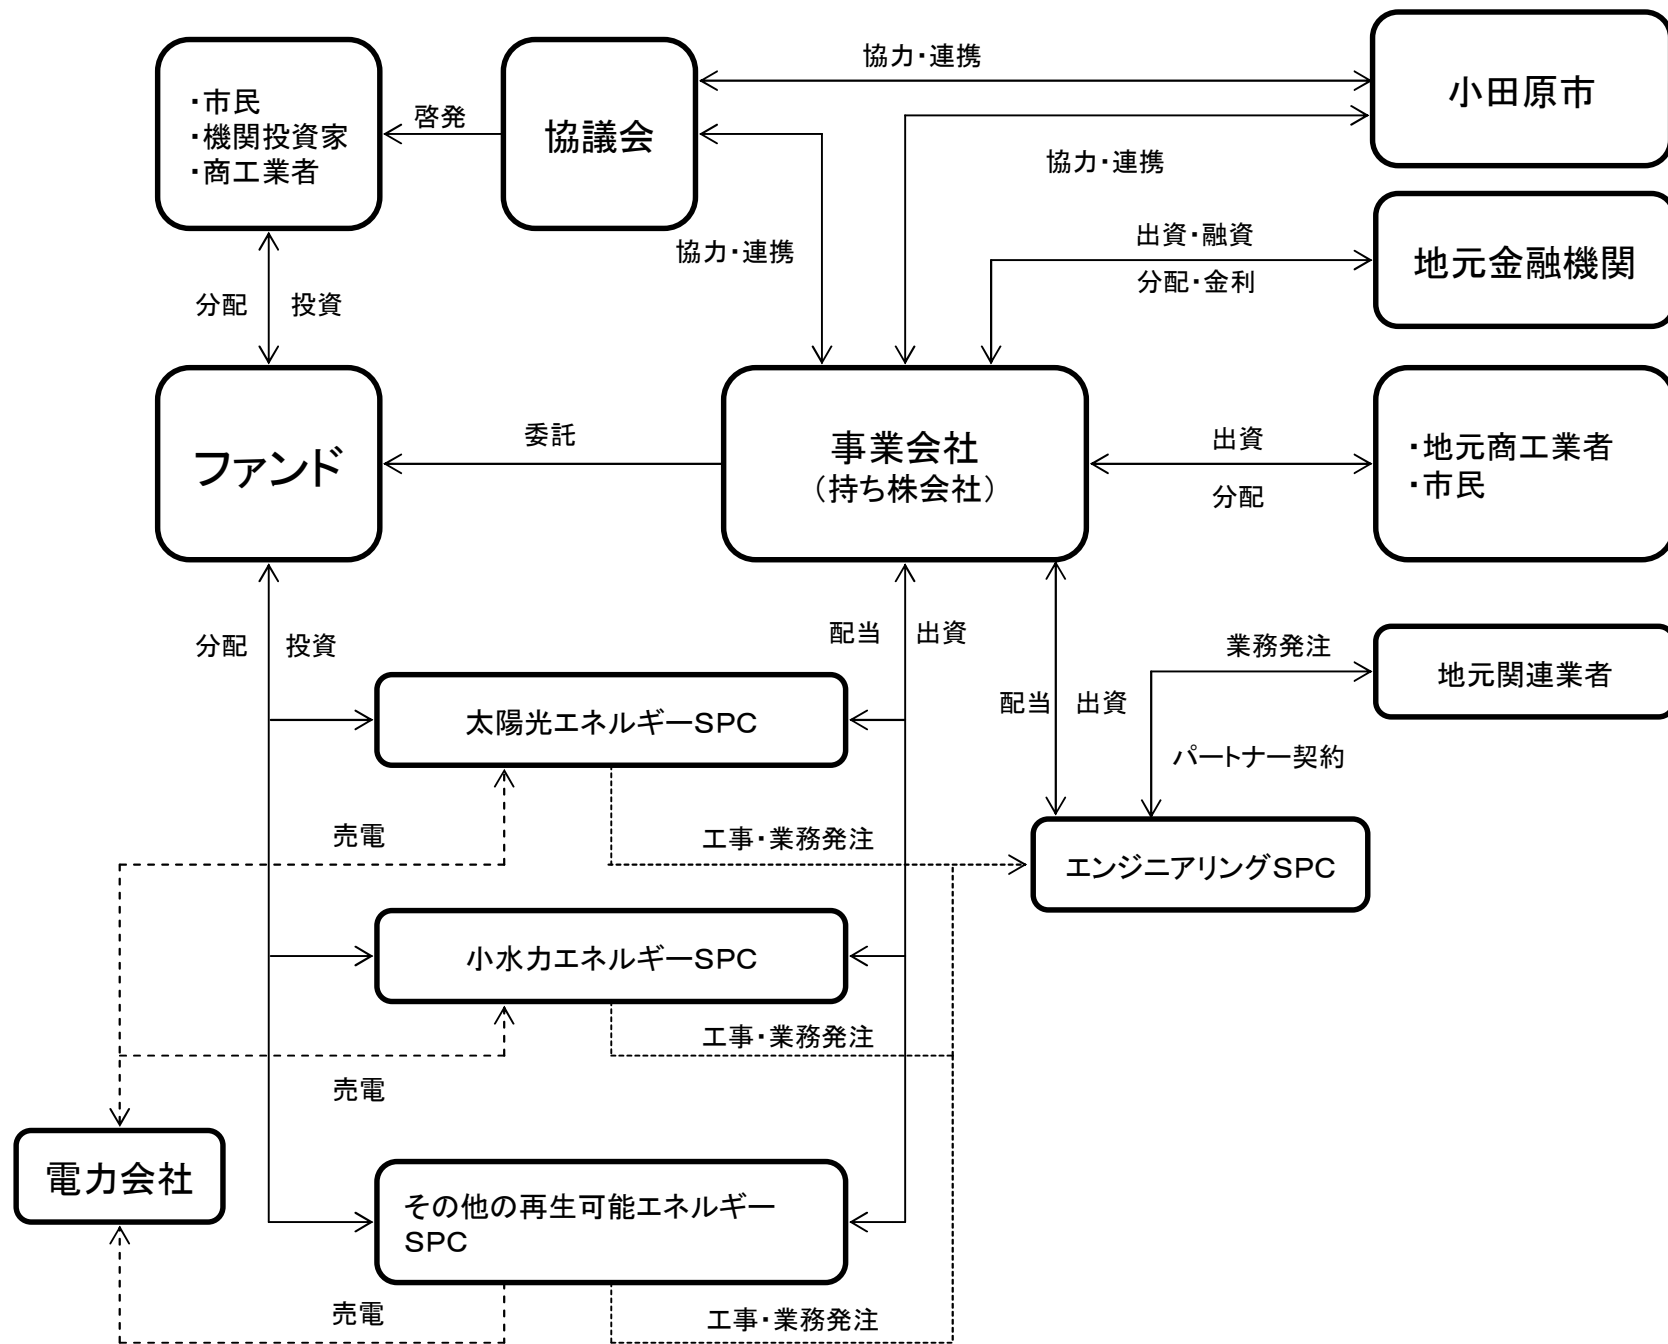 ・市民
・機関投資家
・商工業者
啓発
協議会
協力・連携
小田原市
協力・連携
協力・連携
出資・融資
分配・金利
地元金融機関
分配
投資
ファンド
委託
事業会社
（持ち株会社）
出資
分配
・地元商工業者
・市民
分配
投資
配当
出資
配当
出資
業務発注
地元関連業者
パートナー契約
太陽光エネルギーSPC
売電
工事・業務発注
エンジニアリングSPC
小水力エネルギーSPC
工事・業務発注
売電
電力会社
その他の再生可能エネルギー
SPC
売電
工事・業務発注